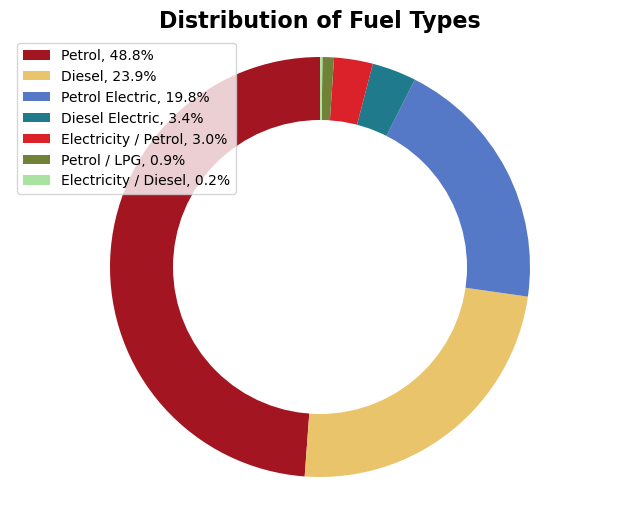 Distribution of Fuel Types
Petrol, 48.8%
Diesel, 23.9%
Petrol Electric, 19.8%
Diesel Electric, 3.4%
Electricity / Petrol, 3.0%
Petrol / LPG, 0.9%
Electricity / Diesel, 0.2%